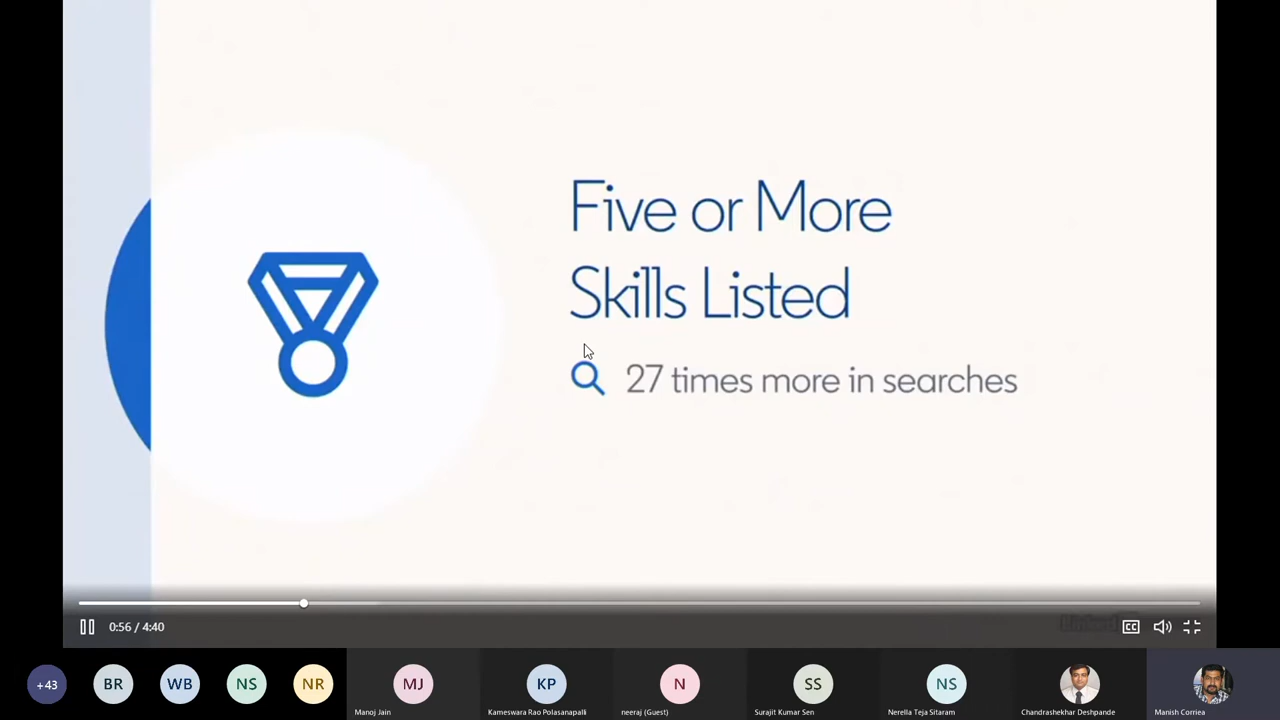 Five or More
Skills Listed
27 times more in searches
0:56 / 4:40
CC
+43
BR
WB
NS
NR
MJ
KP
N
SS
NS
Manoj Jain
Kameswara Rao Polasanapalli
neeraj (Guest)
Surajit Kumar Sen
Nerella Teja Sitaram
Chandrashekhar Deshpande
Manish Correia